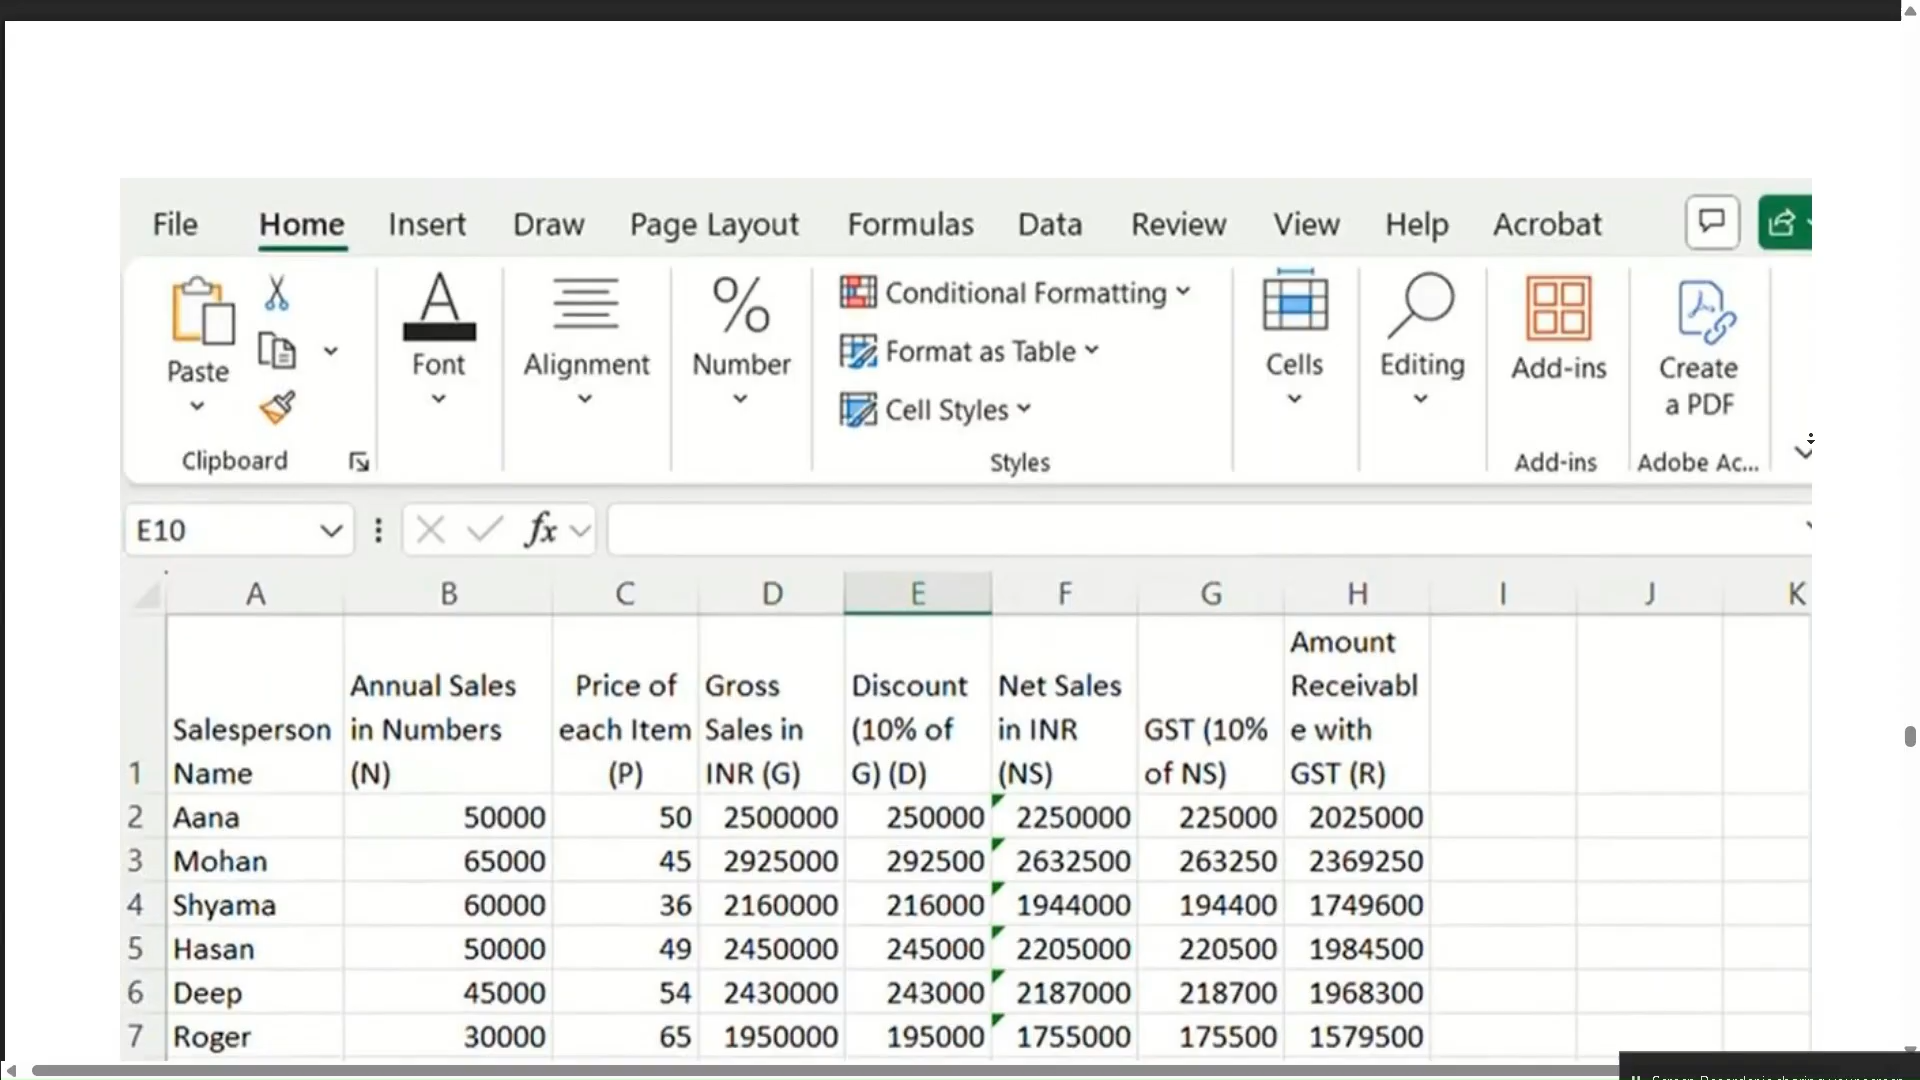 File Home Insert Draw Page Layout Formulas Data Review View Help Acrobat
Paste
Clipboard
Font
Alignment
Number
Conditional Formatting
Format as Table
Cell Styles
Styles
Cells
Editing
Add-ins
Add-ins
Create
a PDF
Adobe Ac...
E10 fx
A B C D E F G H I J K
1 Salesperson
Name
Annual Sales
in Numbers
(N)
Price of
each Item
(P)
Gross
Sales in
INR (G)
Discount
(10% of
G) (D)
Net Sales
in INR
(NS)
GST (10%
of NS)
Amount
Receivabl
e with
GST (R)
2 Aana 50000 50 2500000 250000 2250000 225000 2025000
3 Mohan 65000 45 2925000 292500 2632500 263250 2369250
4 Shyama 60000 36 2160000 216000 1944000 194400 1749600
5 Hasan 50000 49 2450000 245000 2205000 220500 1984500
6 Deep 45000 54 2430000 243000 2187000 218700 1968300
7 Roger 30000 65 1950000 195000 1755000 175500 1579500